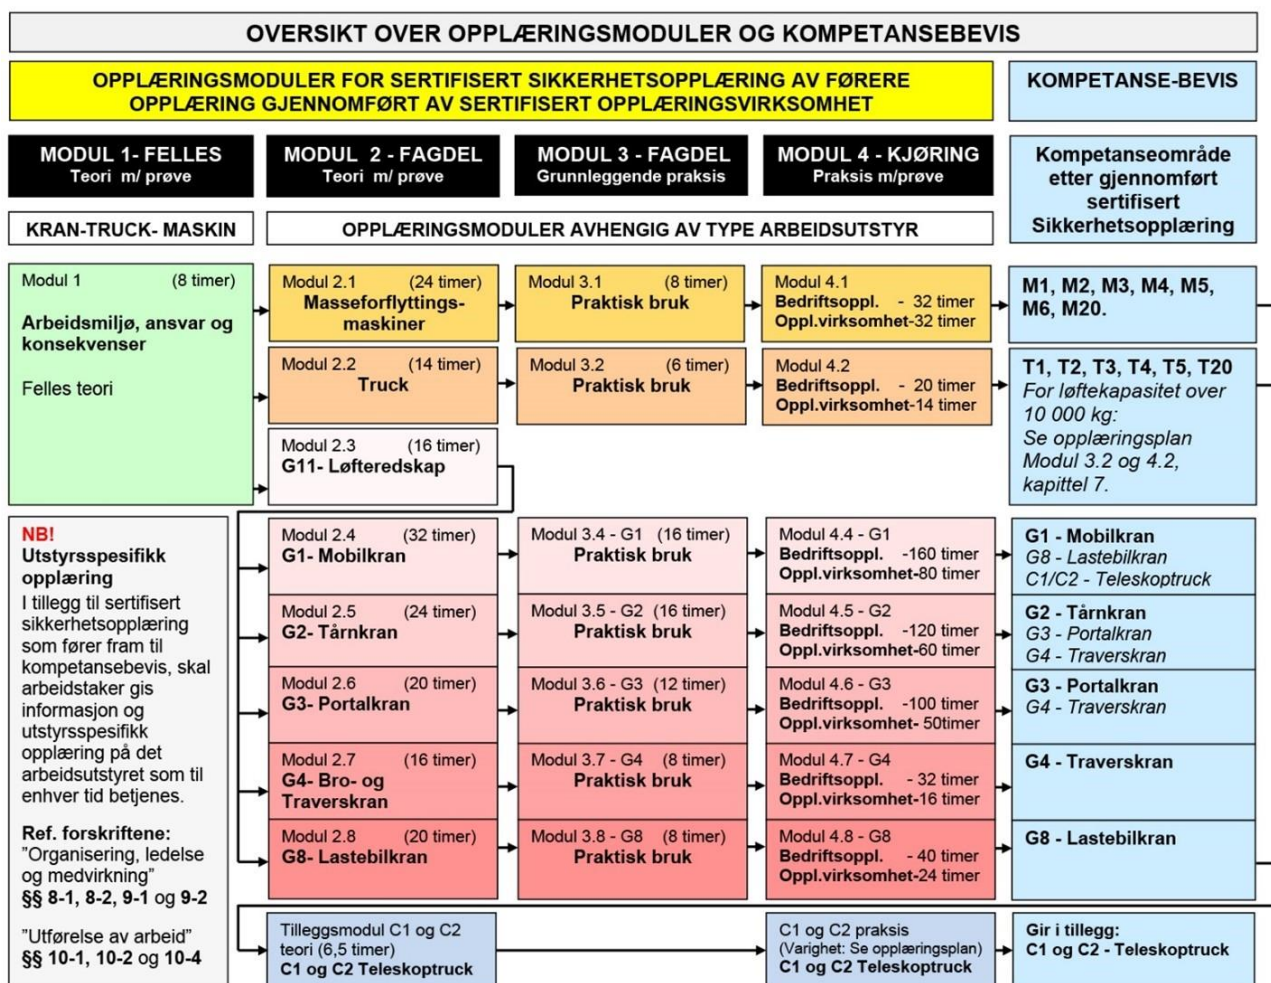 OVERSIKT OVER OPPLÆRINGSMODULER OG KOMPETANSEBEVIS
OPPLÆRINGSMODULER FOR SERTIFISERT SIKKERHETSOPPLÆRING AV FØRERE
OPPLÆRING GJENNOMFØRT AV SERTIFISERT OPPLÆRINGSVIRKSOMHET
KOMPETANSE-BEVIS
MODUL 1- FELLES
Teori m/ prøve
MODUL 2 - FAGDEL
Teori m/ prøve
MODUL 3 - FAGDEL
Grunnleggende praksis
MODUL 4 - KJØRING
Praksis m/prøve
Kompetanseområde
etter gjennomført
sertifisert
Sikkerhetsopplæring
KRAN-TRUCK- MASKIN
OPPLÆRINGSMODULER AVHENGIG AV TYPE ARBEIDSUTSTYR
Modul 1 (8 timer)
Arbeidsmiljø, ansvar og
konsekvenser
Felles teori
Modul 2.1 (24 timer)
Masseforflyttings-
maskiner
Modul 3.1 (8 timer)
Praktisk bruk
Modul 4.1
Bedriftsoppl. - 32 timer
Oppl.virksomhet-32 timer
M1, M2, M3, M4, M5,
M6, M20.
Modul 2.2 (14 timer)
Truck
Modul 3.2 (6 timer)
Praktisk bruk
Modul 4.2
Bedriftsoppl. - 20 timer
Oppl.virksomhet-14 timer
T1, T2, T3, T4, T5, T20
For løftekapasitet over
10 000 kg:
Se opplæringsplan
Modul 3.2 og 4.2,
kapittel 7.
Modul 2.3 (16 timer)
G11- Løfteredskap
NB!
Utstyrsspesifikk
opplæring
I tillegg til sertifisert
sikkerhetsopplæring
som fører fram til
kompetansebevis, skal
arbeidstaker gis
informasjon og
utstyrsspesifikk
opplæring på det
arbeidsutstyret som til
enhver tid betjenes.
Ref. forskriftene:
"Organisering, ledelse
og medvirkning"
§§ 8-1, 8-2, 9-1 og 9-2
"Utførelse av arbeid"
§§ 10-1, 10-2 og 10-4
Modul 2.4 (32 timer)
G1- Mobilkran
Modul 3.4 - G1 (16 timer)
Praktisk bruk
Modul 4.4 - G1
Bedriftsoppl. -160 timer
Oppl.virksomhet-80 timer
G1 - Mobilkran
G8 - Lastebilkran
C1/C2 - Teleskoptruck
Modul 2.5 (24 timer)
G2- Tårnkran
Modul 3.5 - G2 (16 timer)
Praktisk bruk
Modul 4.5 - G2
Bedriftsoppl. -120 timer
Oppl.virksomhet-60 timer
G2 - Tårnkran
G3 - Portalkran
G4 - Traverskran
Modul 2.6 (20 timer)
G3- Portalkran
Modul 3.6 - G3 (12 timer)
Praktisk bruk
Modul 4.6 - G3
Bedriftsoppl. -100 timer
Oppl.virksomhet- 50timer
G3 - Portalkran
G4 - Traverskran
Modul 2.7 (16 timer)
G4- Bro- og
Traverskran
Modul 3.7 - G4 (8 timer)
Praktisk bruk
Modul 4.7 - G4
Bedriftsoppl. - 32 timer
Oppl.virksomhet-16 timer
G4 - Traverskran
Modul 2.8 (20 timer)
G8- Lastebilkran
Modul 3.8 - G8 (8 timer)
Praktisk bruk
Modul 4.8 - G8
Bedriftsoppl. - 40 timer
Oppl.virksomhet-24 timer
G8 - Lastebilkran
Tilleggsmodul C1 og C2
teori (6,5 timer)
C1 og C2 Teleskoptruck
C1 og C2 praksis
(Varighet: Se opplæringsplan)
C1 og C2 Teleskoptruck
Gir i tillegg:
C1 og C2 - Teleskoptruck